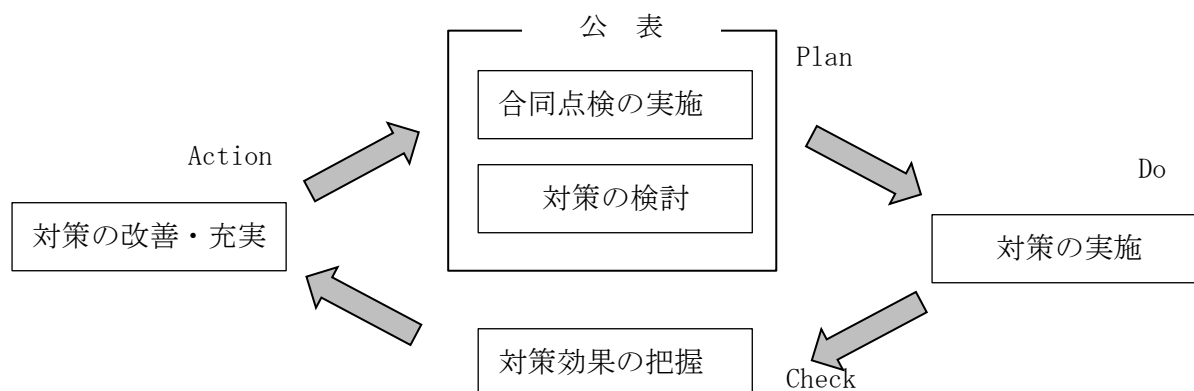 公 表
Plan
合同点検の実施
Action
Do
対策の検討
対策の改善・充実
対策の実施
対策効果の把握
Check